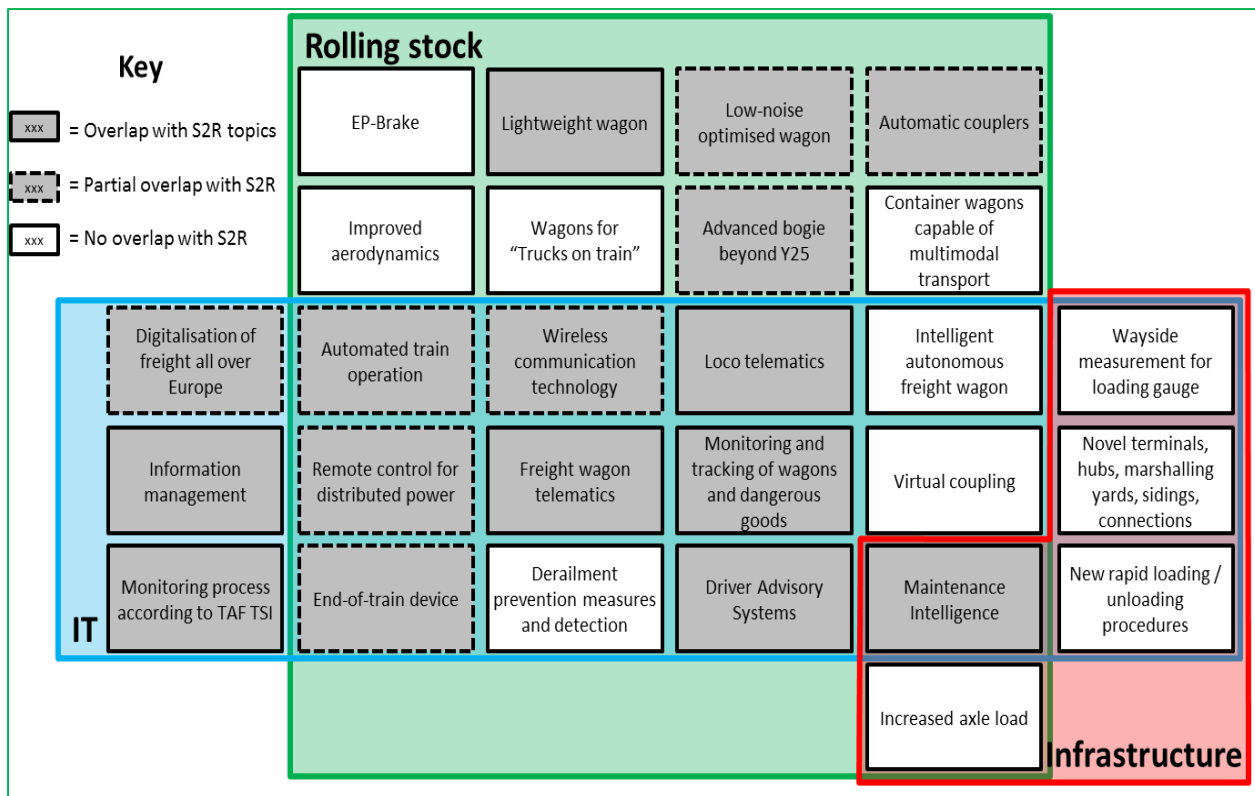 Rolling stock
Key
xxx
= Overlap with S2R topics
xxx
= Partial overlap with S2R
xxx
= No overlap with S2R
EP-Brake
Lightweight wagon
Low-noise
optimised wagon
Automatic couplers
Improved
aerodynamics
Wagons for
“Trucks on train”
Advanced bogie
beyond Y25
Container wagons
capable of
multimodal
transport
Digitalisation of
freight all over
Europe
Automated train
operation
Wireless
communication
technology
Loco telematics
Intelligent
autonomous
freight wagon
Wayside
measurement for
loading gauge
Information
management
Remote control for
distributed power
Freight wagon
telematics
Monitoring and
tracking of wagons
and dangerous
goods
Virtual coupling
Novel terminals,
hubs, marshalling
yards, sidings,
connections
Monitoring process
according to TAF TSI
End-of-train device
Derailment
prevention measures
and detection
Driver Advisory
Systems
Maintenance
Intelligence
New rapid loading /
unloading
procedures
IT
Increased axle load
Infrastructure